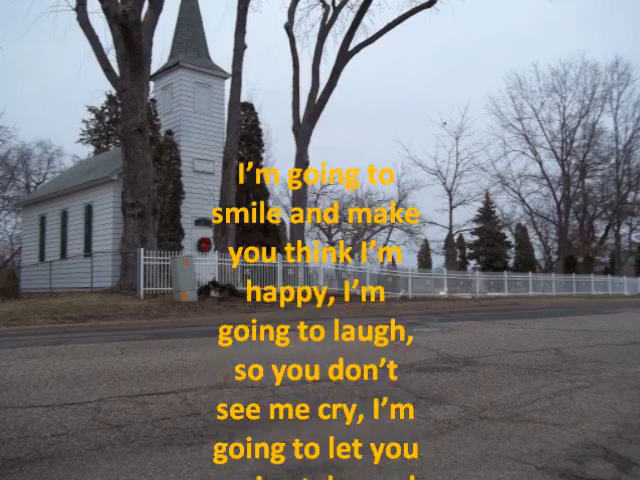 I’m going to
smile and make
you think I’m
happy, I’m
going to laugh,
so you don’t
see me cry, I’m
going to let you